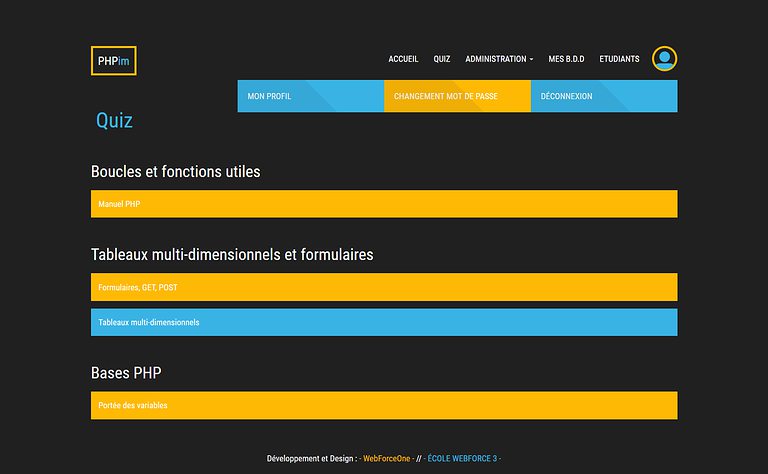 PHPim
ACCUEIL QUIZ ADMINISTRATION MES B.D.D ETUDIANTS
MON PROFIL CHANGEMENT MOT DE PASSE DÉCONNEXION
Quiz
Boucles et fonctions utiles
Manuel PHP
Tableaux multi-dimensionnels et formulaires
Formulaires, GET, POST
Tableaux multi-dimensionnels
Bases PHP
Portée des variables
Développement et Design : - WebForceOne - // - ÉCOLE WEBFORCE 3 -